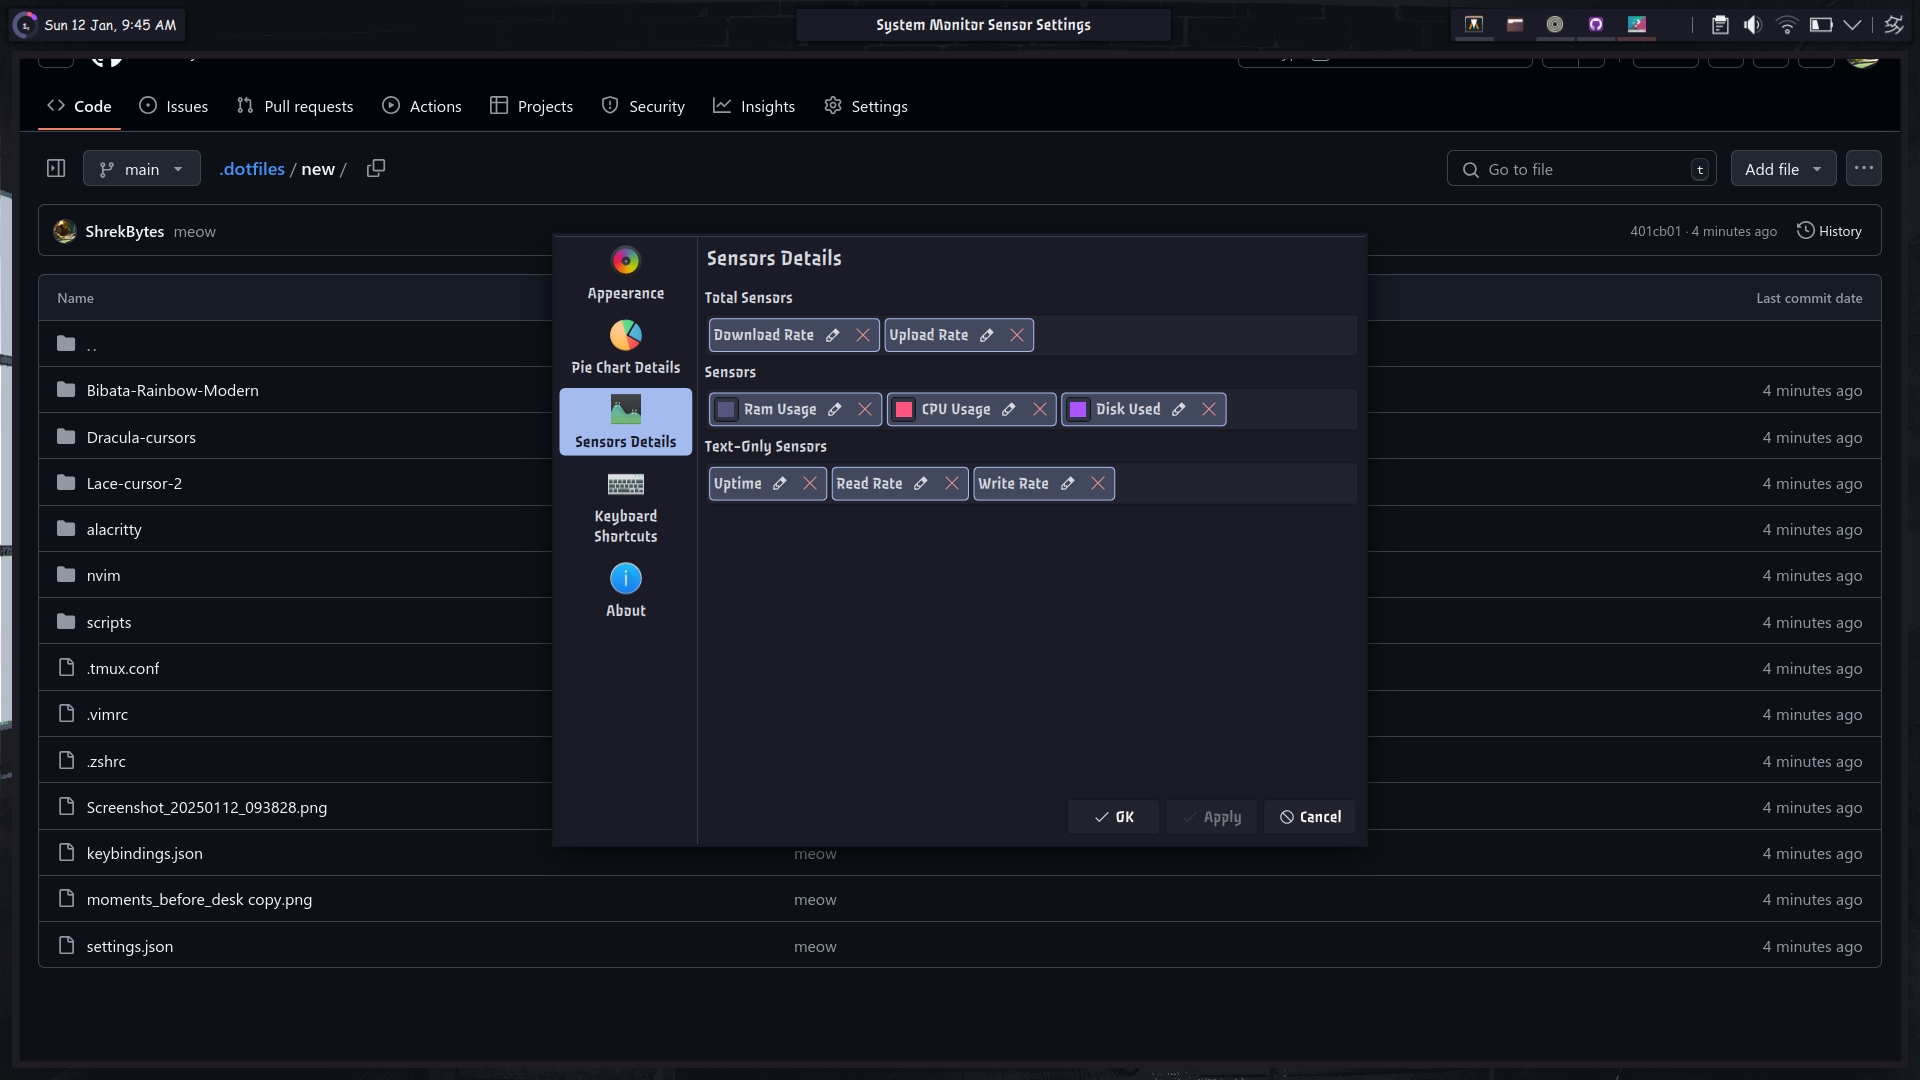 Sun 12 Jan, 9:45 AM
System Monitor Sensor Settings
Code
Issues
Pull requests
Actions
Projects
Security
Insights
Settings
main
.dotfiles / new /
Go to file
t
Add file
ShrekBytes meow
401cb01 · 4 minutes ago
History
Name
Last commit date
..
Bibata-Rainbow-Modern
4 minutes ago
Dracula-cursors
4 minutes ago
Lace-cursor-2
4 minutes ago
alacritty
4 minutes ago
nvim
4 minutes ago
scripts
4 minutes ago
.tmux.conf
4 minutes ago
.vimrc
4 minutes ago
.zshrc
4 minutes ago
Screenshot_20250112_093828.png
4 minutes ago
keybindings.json
meow
4 minutes ago
moments_before_desk copy.png
meow
4 minutes ago
settings.json
meow
4 minutes ago
Appearance
Pie Chart Details
Sensors Details
Keyboard
Shortcuts
About
Sensors Details
Total Sensors
Download Rate
Upload Rate
Sensors
Ram Usage
CPU Usage
Disk Used
Text-Only Sensors
Uptime
Read Rate
Write Rate
OK
Apply
Cancel